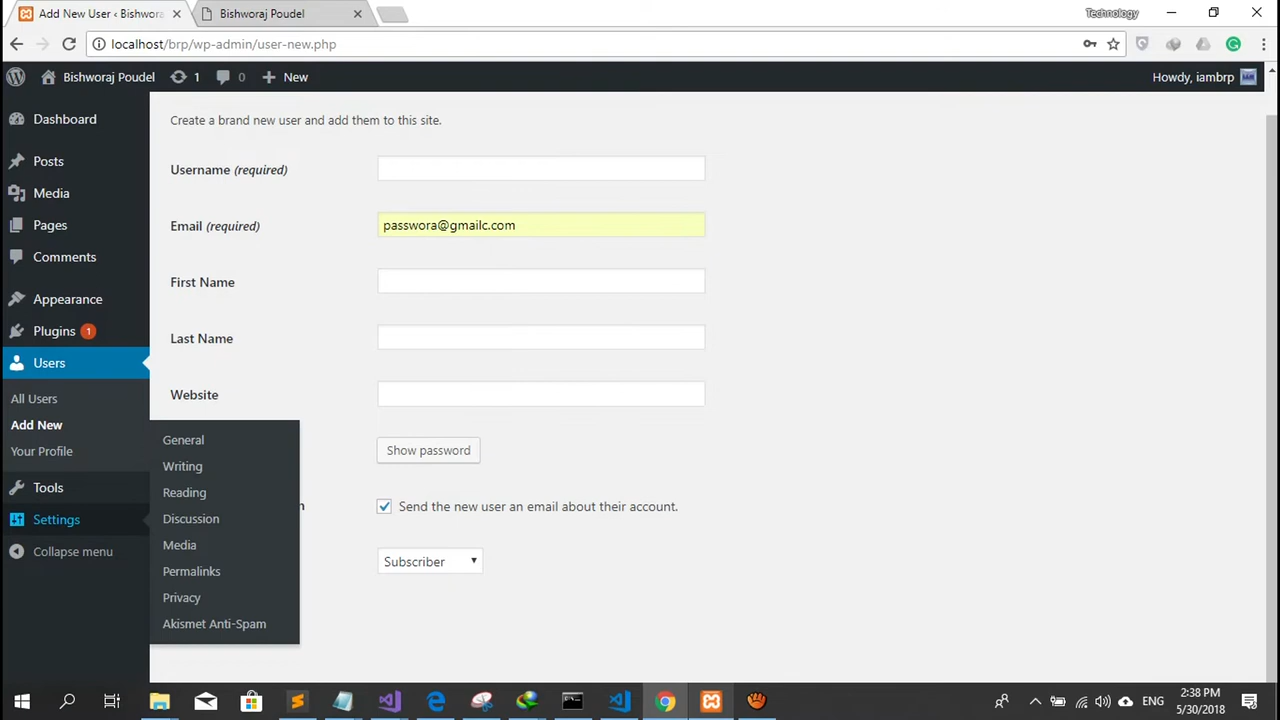 Add New User ‹ Bishwora
Bishworaj Poudel
Technology
localhost/brp/wp-admin/user-new.php
Bishworaj Poudel 1 0 New
Howdy, iambrp
Dashboard
Posts
Media
Pages
Comments
Appearance
Plugins 1
Users
All Users
Add New
Your Profile
Tools
Settings
Collapse menu
General
Writing
Reading
Discussion
Media
Permalinks
Privacy
Akismet Anti-Spam
Create a brand new user and add them to this site.
Username (required)
Email (required) passwora@gmailc.com
First Name
Last Name
Website
Show password
n
Send the new user an email about their account.
Subscriber
ENG
2:38 PM
5/30/2018